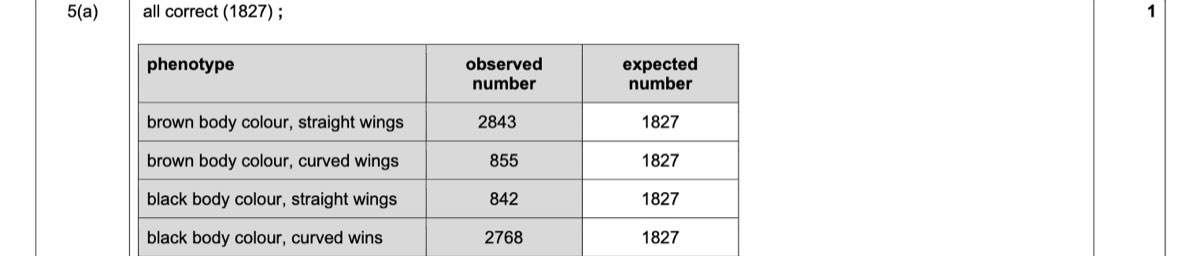 5(a) all correct (1827) ; 1
phenotype observed number expected number
brown body colour, straight wings 2843 1827
brown body colour, curved wings 855 1827
black body colour, straight wings 842 1827
black body colour, curved wins 2768 1827